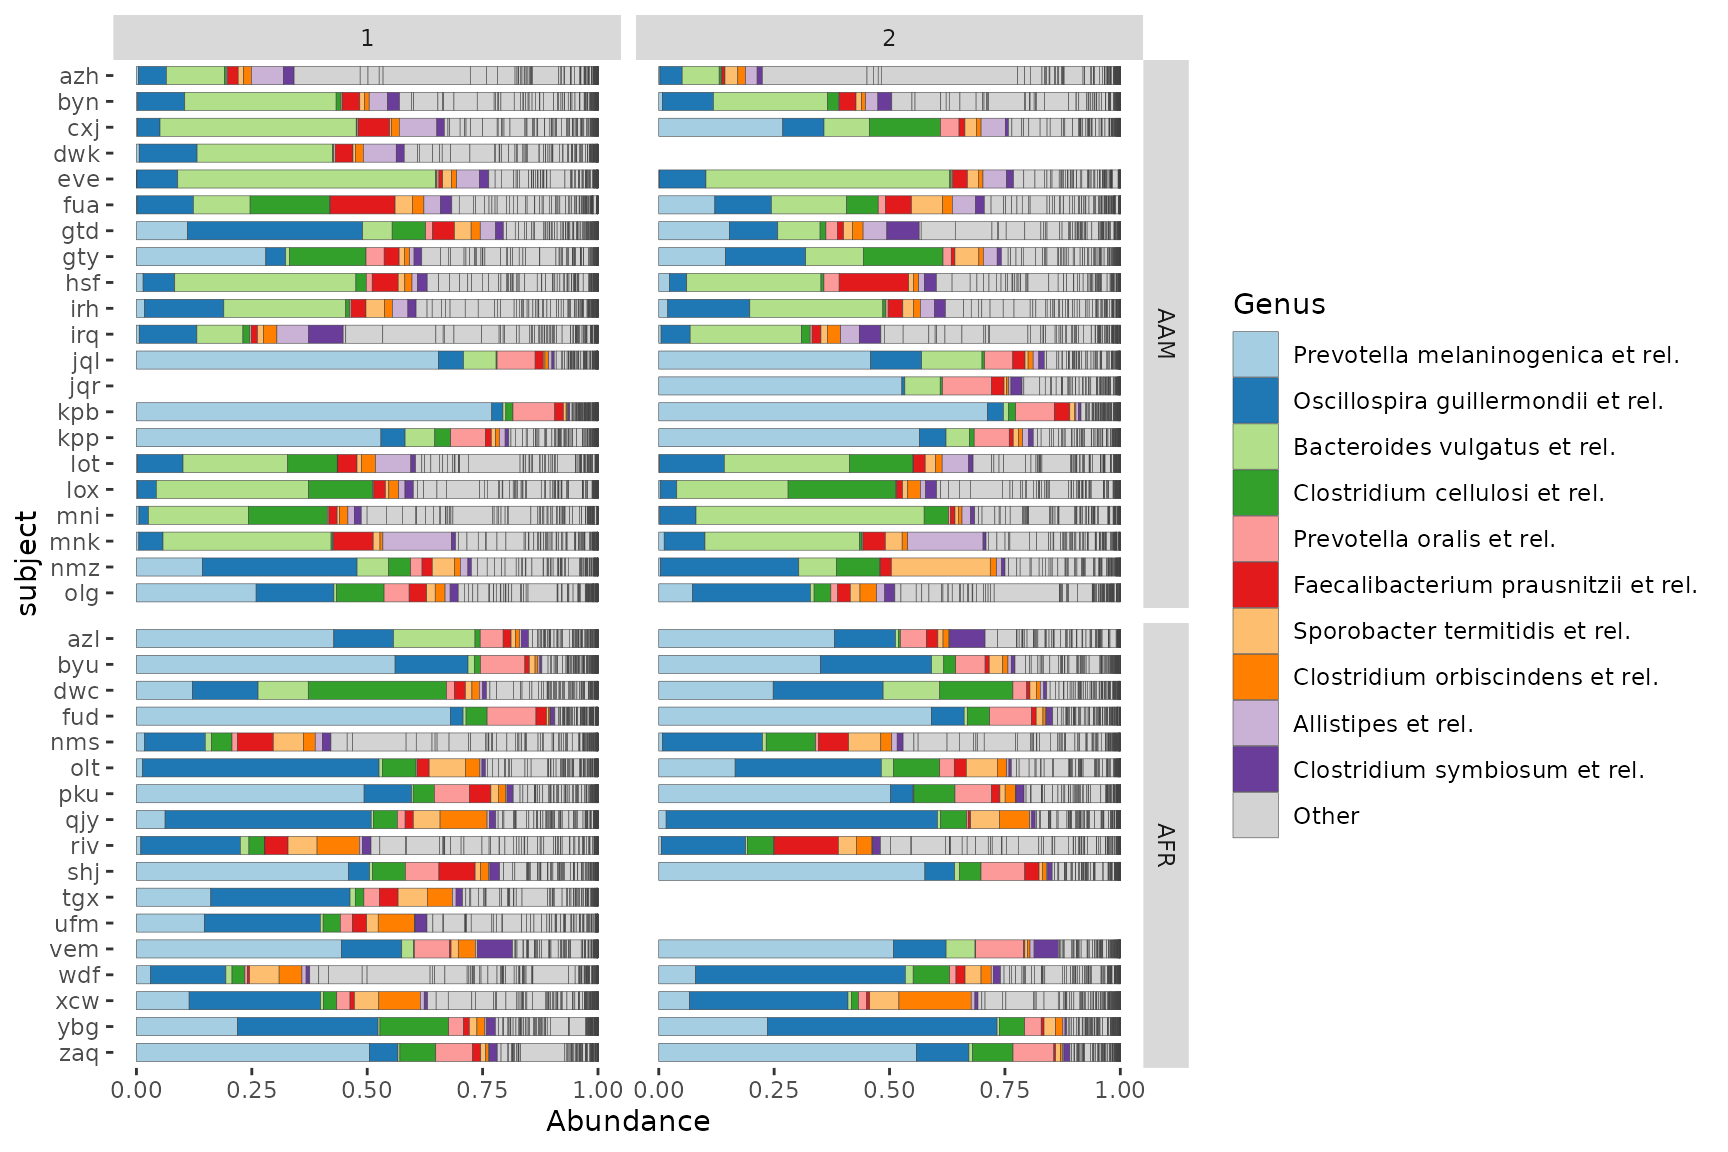 1 2
azh
byn
cxj
dwk
eve
fua
gtd
gty
hsf
irh
irq
jql
jqr
kpb
kpp
lot
lox
mni
mnk
nmz
olg
AAM
azl
byu
dwc
fud
nms
olt
pku
qjy
riv
shj
tgx
ufm
vem
wdf
xcw
ybg
zaq
AFR
subject
0.00 0.25 0.50 0.75 1.00 0.00 0.25 0.50 0.75 1.00
Abundance
Genus
Prevotella melaninogenica et rel.
Oscillospira guillermondii et rel.
Bacteroides vulgatus et rel.
Clostridium cellulosi et rel.
Prevotella oralis et rel.
Faecalibacterium prausnitzii et rel.
Sporobacter termitidis et rel.
Clostridium orbiscindens et rel.
Allistipes et rel.
Clostridium symbiosum et rel.
Other